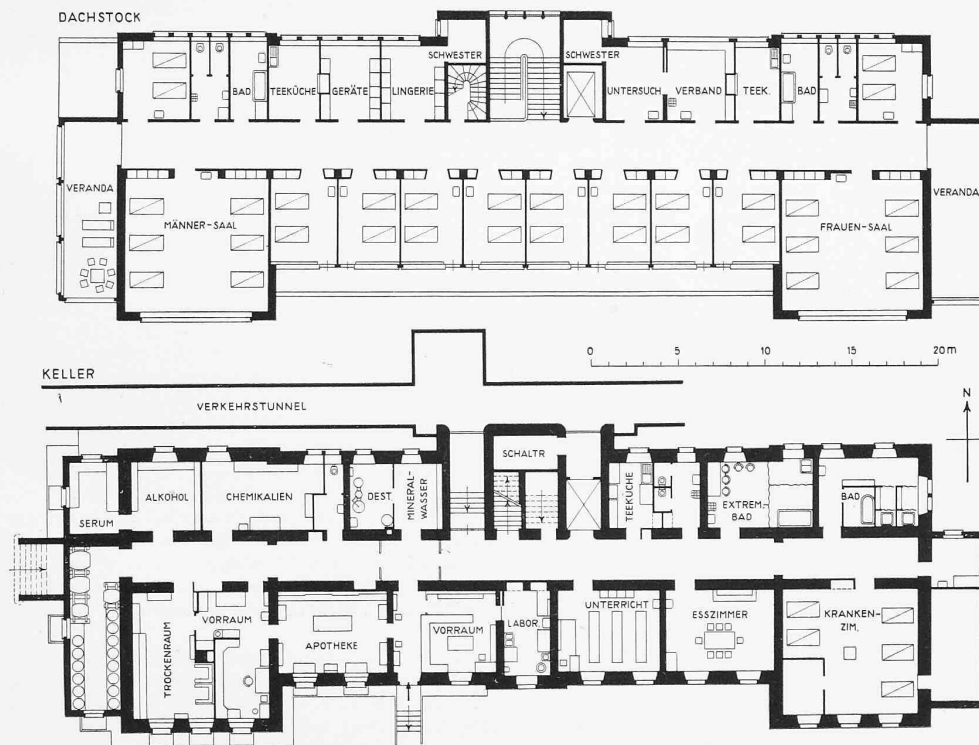 DACHSTOCK
SCHWESTER
SCHWESTER
BAD
TEEKÜCHE
GERÄTE
LINGERIE
UNTERSUCH
VERBAND
TEEK.
BAD
VERANDA
MÄNNER-SAAL
FRAUEN-SAAL
VERANDA
0 5 10 15 20 m
KELLER
VERKEHRSTUNNEL
N
SCHALTR
SERUM
ALKOHOL
CHEMIKALIEN
DEST.
MINERAL-
WASSER
TEEKÜCHE
EXTREM.-
BAD
BAD
TROCKENRAUM
VORRAUM
APOTHEKE
VORRAUM
LABOR.
UNTERRICHT
ESSZIMMER
KRANKEN-
ZIM.